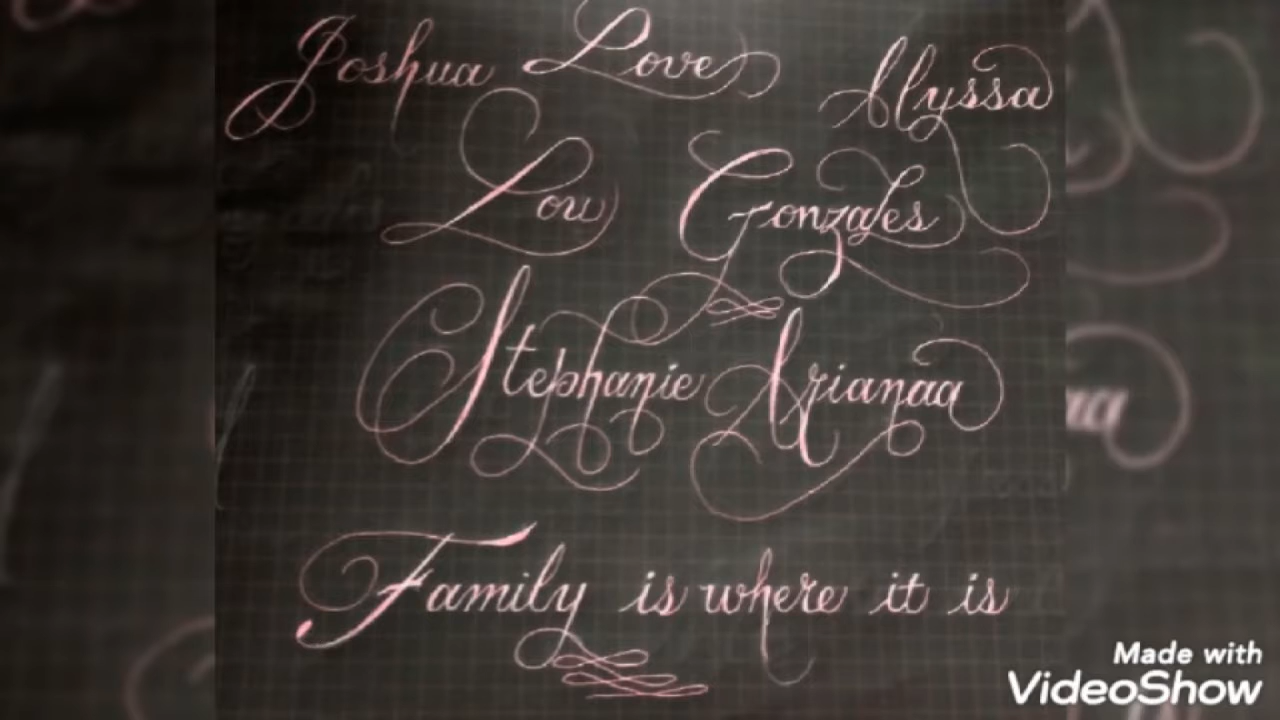 Joshua Love Alyssa
Lou Gonzales
Stephanie Arianaa
Family is where it is
Made with
VideoShow